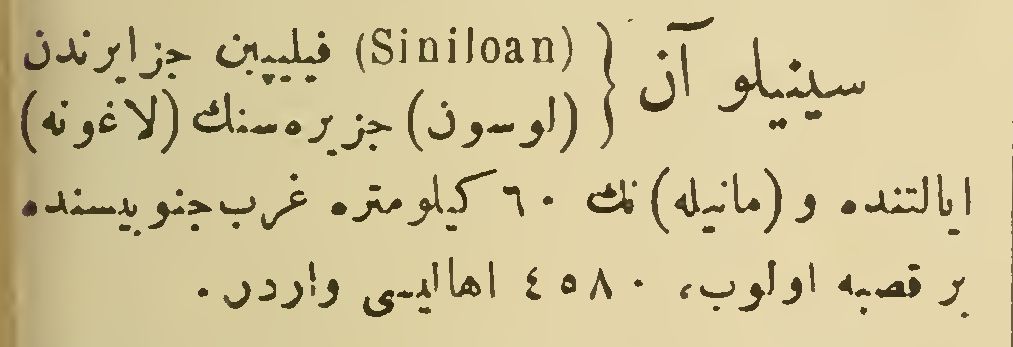 سینیلو آن { (Siniloan) فیلیپین جزایرندن
(لوسون) جزیره‌سنك (لاغونه)
ایالتنده و (مانیله) نك ٦٠ کیلومتره غرب‌جنوبیسنده
بر قصبه اولوب، ٤٥٨٠ اهالیسی واردر.